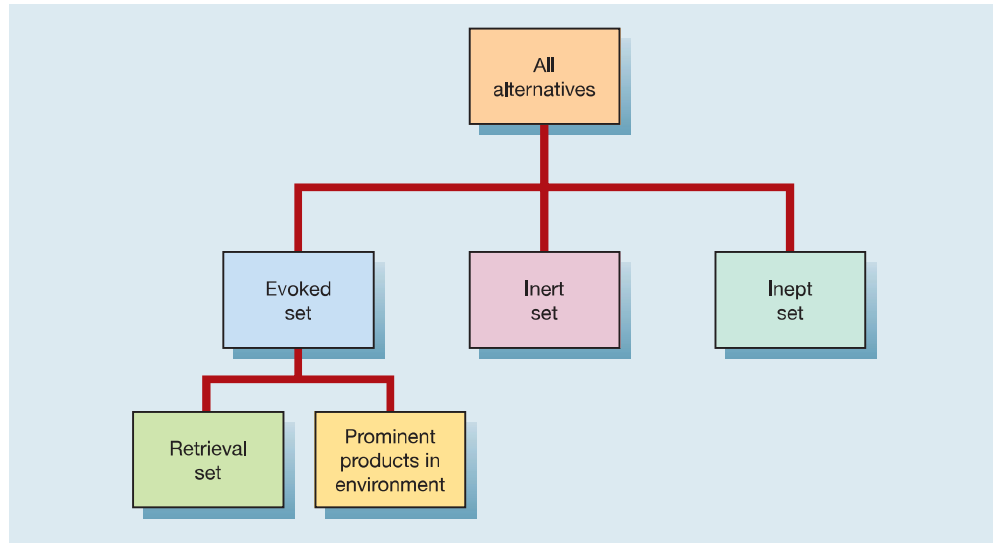 All
alternatives
Evoked
set
Inert
set
Inept
set
Retrieval
set
Prominent
products in
environment